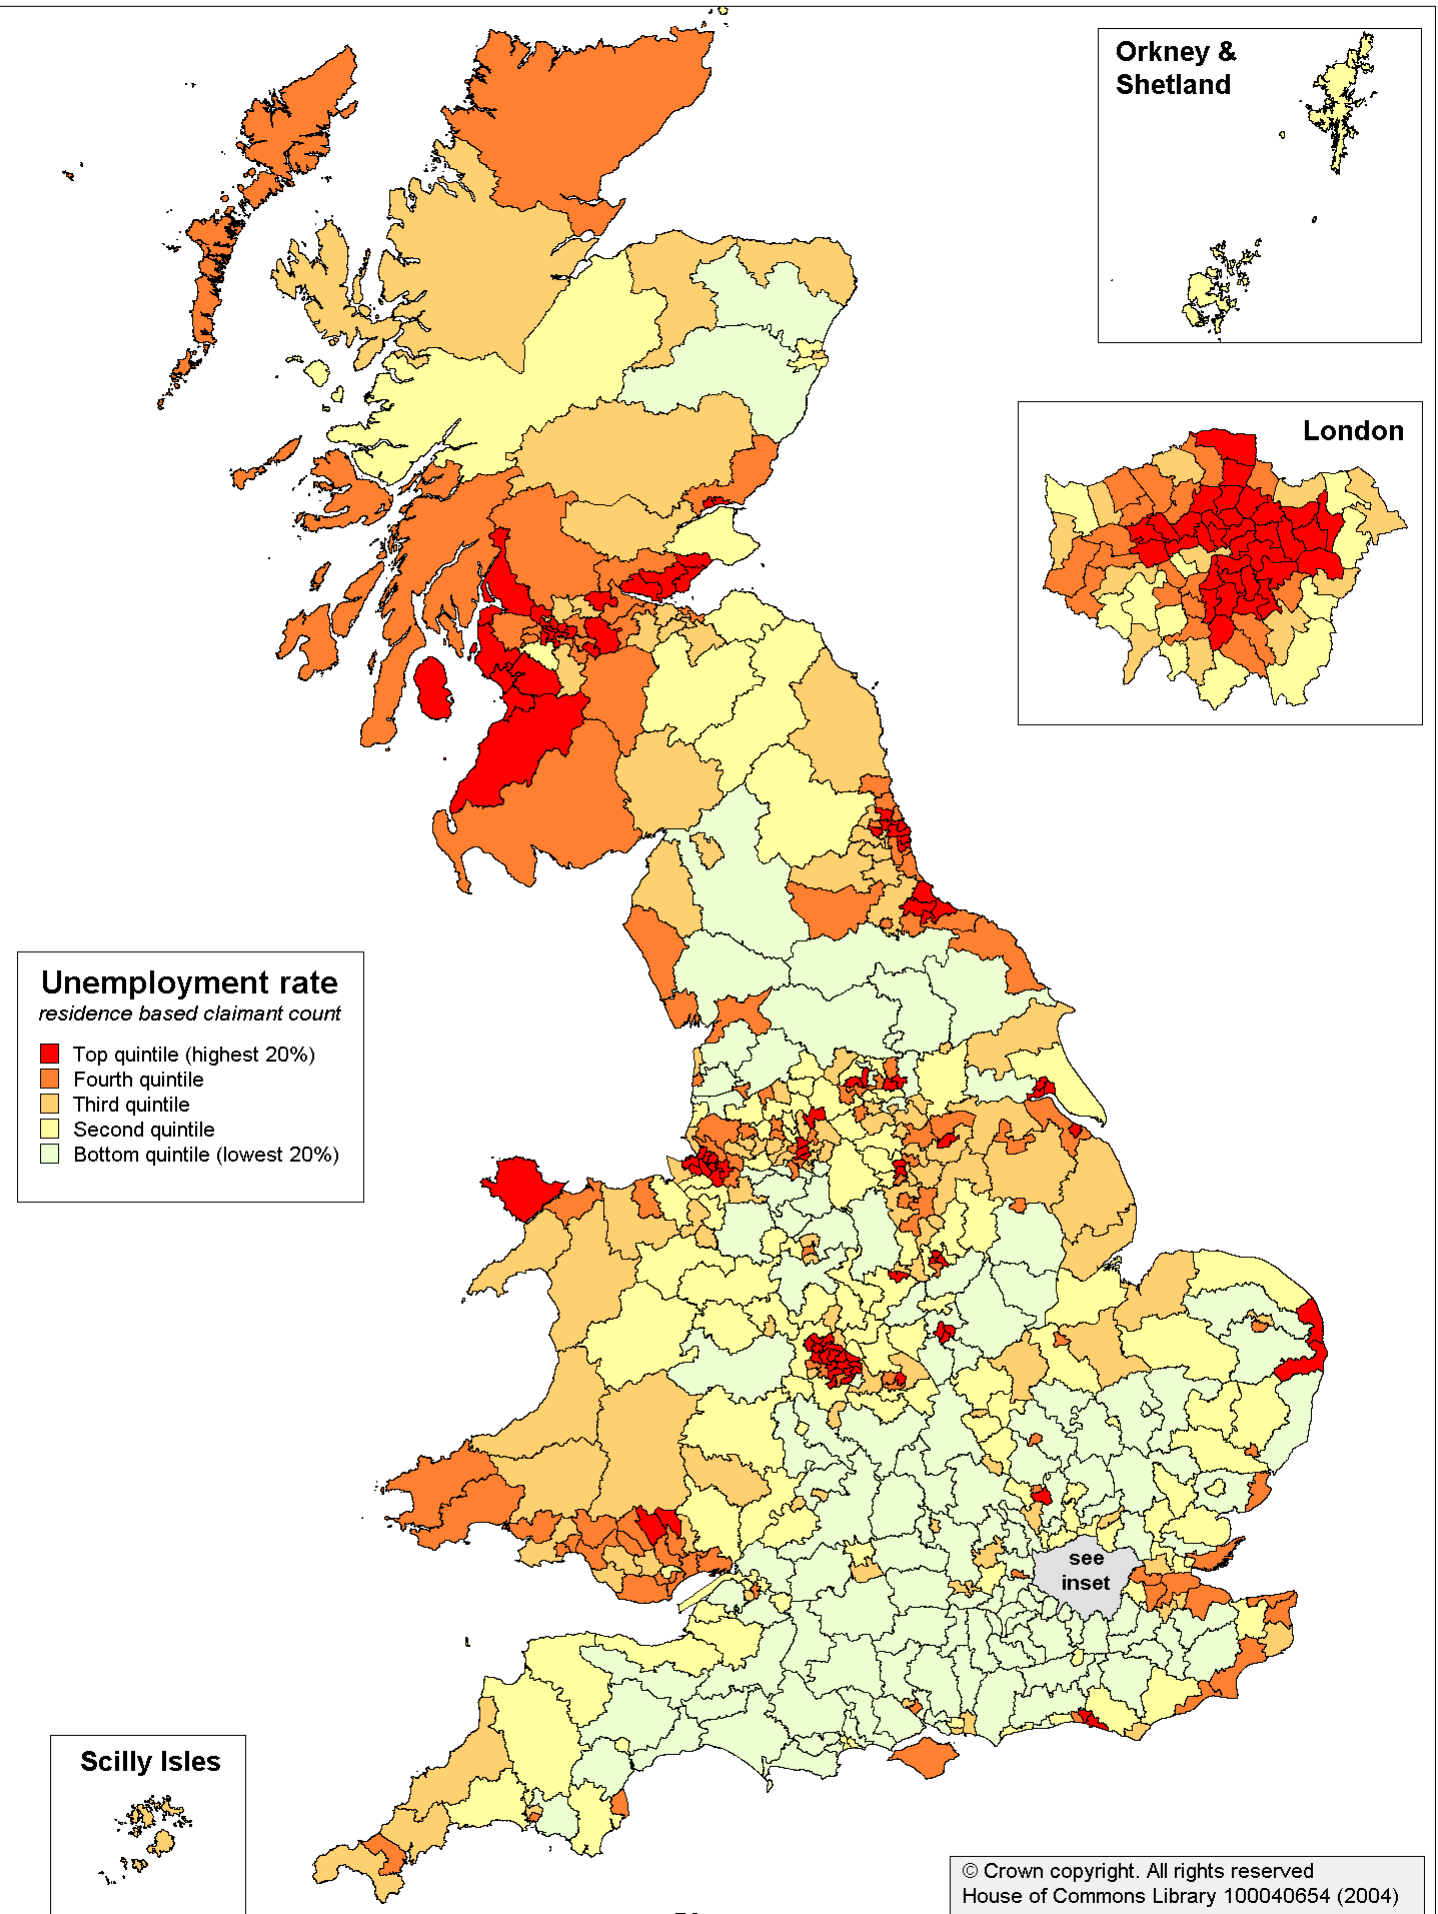 Orkney &
Shetland
London
Unemployment rate
residence based claimant count
Top quintile (highest 20%)
Fourth quintile
Third quintile
Second quintile
Bottom quintile (lowest 20%)
see
inset
Scilly Isles
© Crown copyright. All rights reserved
House of Commons Library 100040654 (2004)